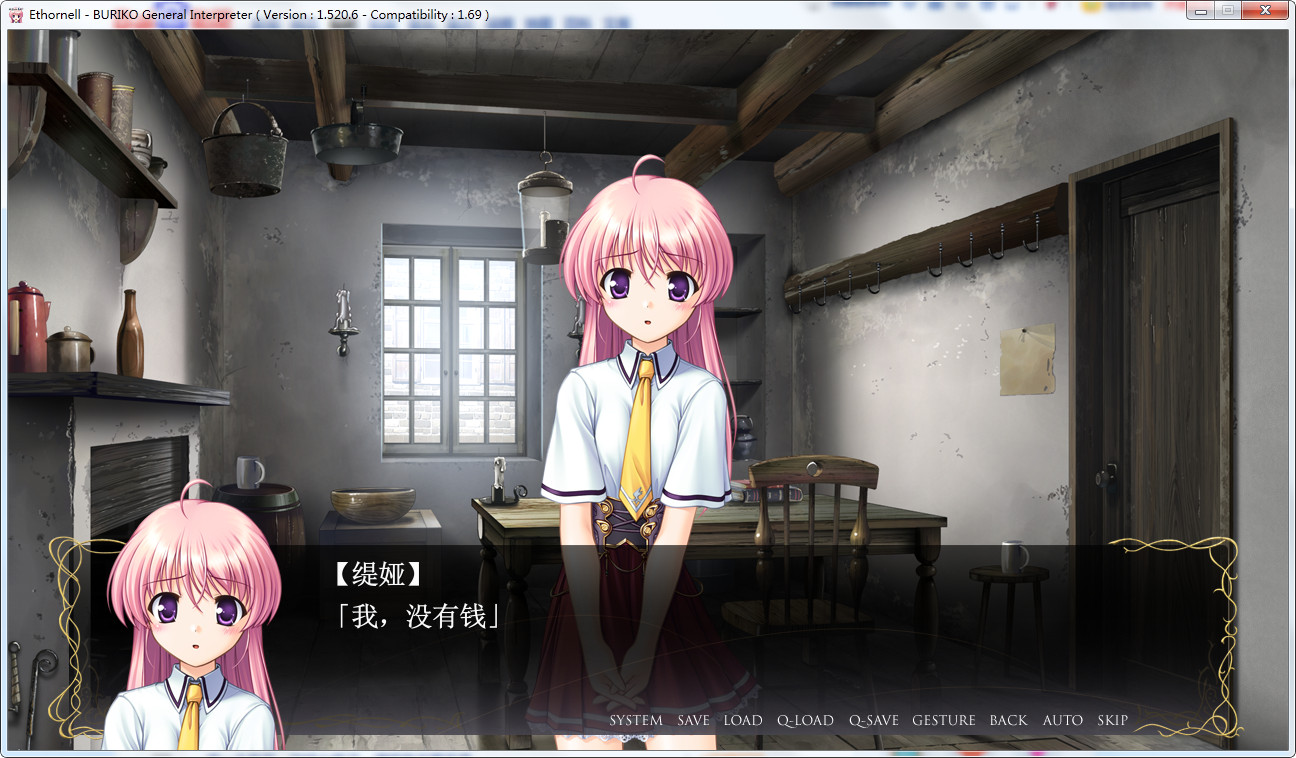 Ethornell - BURIKO General Interpreter ( Version : 1.520.6 - Compatibility : 1.69 )
【缇娅】
「我，没有钱」
SYSTEM SAVE LOAD Q-LOAD Q-SAVE GESTURE BACK AUTO SKIP